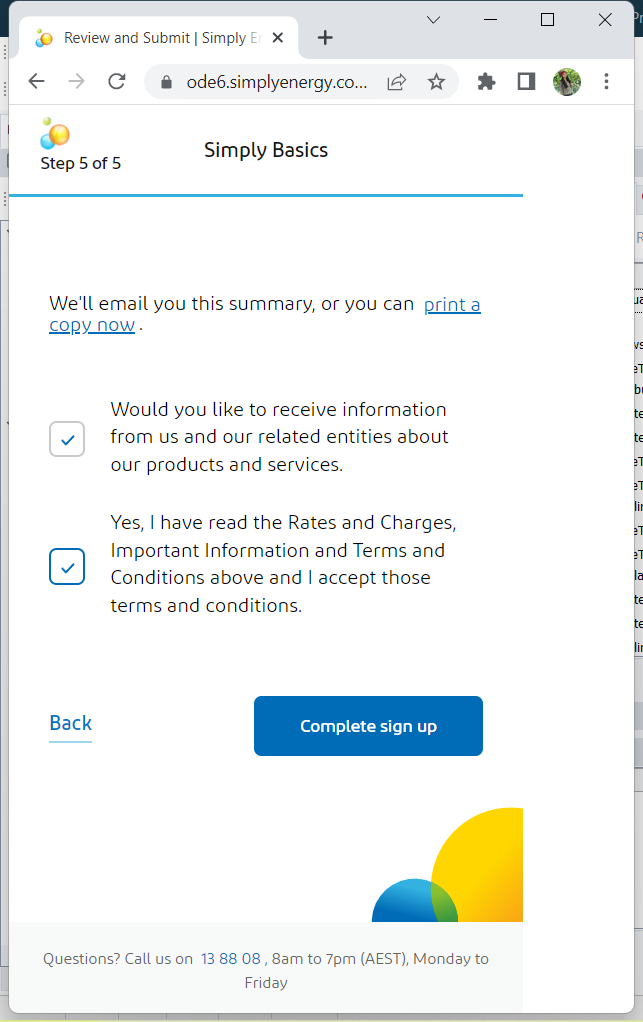 Review and Submit | Simply E
ode6.simplyenergy.co...
Step 5 of 5
Simply Basics
We'll email you this summary, or you can print a
copy now .
Would you like to receive information
from us and our related entities about
our products and services.
Yes, I have read the Rates and Charges,
Important Information and Terms and
Conditions above and I accept those
terms and conditions.
Back
Complete sign up
Questions? Call us on 13 88 08 , 8am to 7pm (AEST), Monday to
Friday